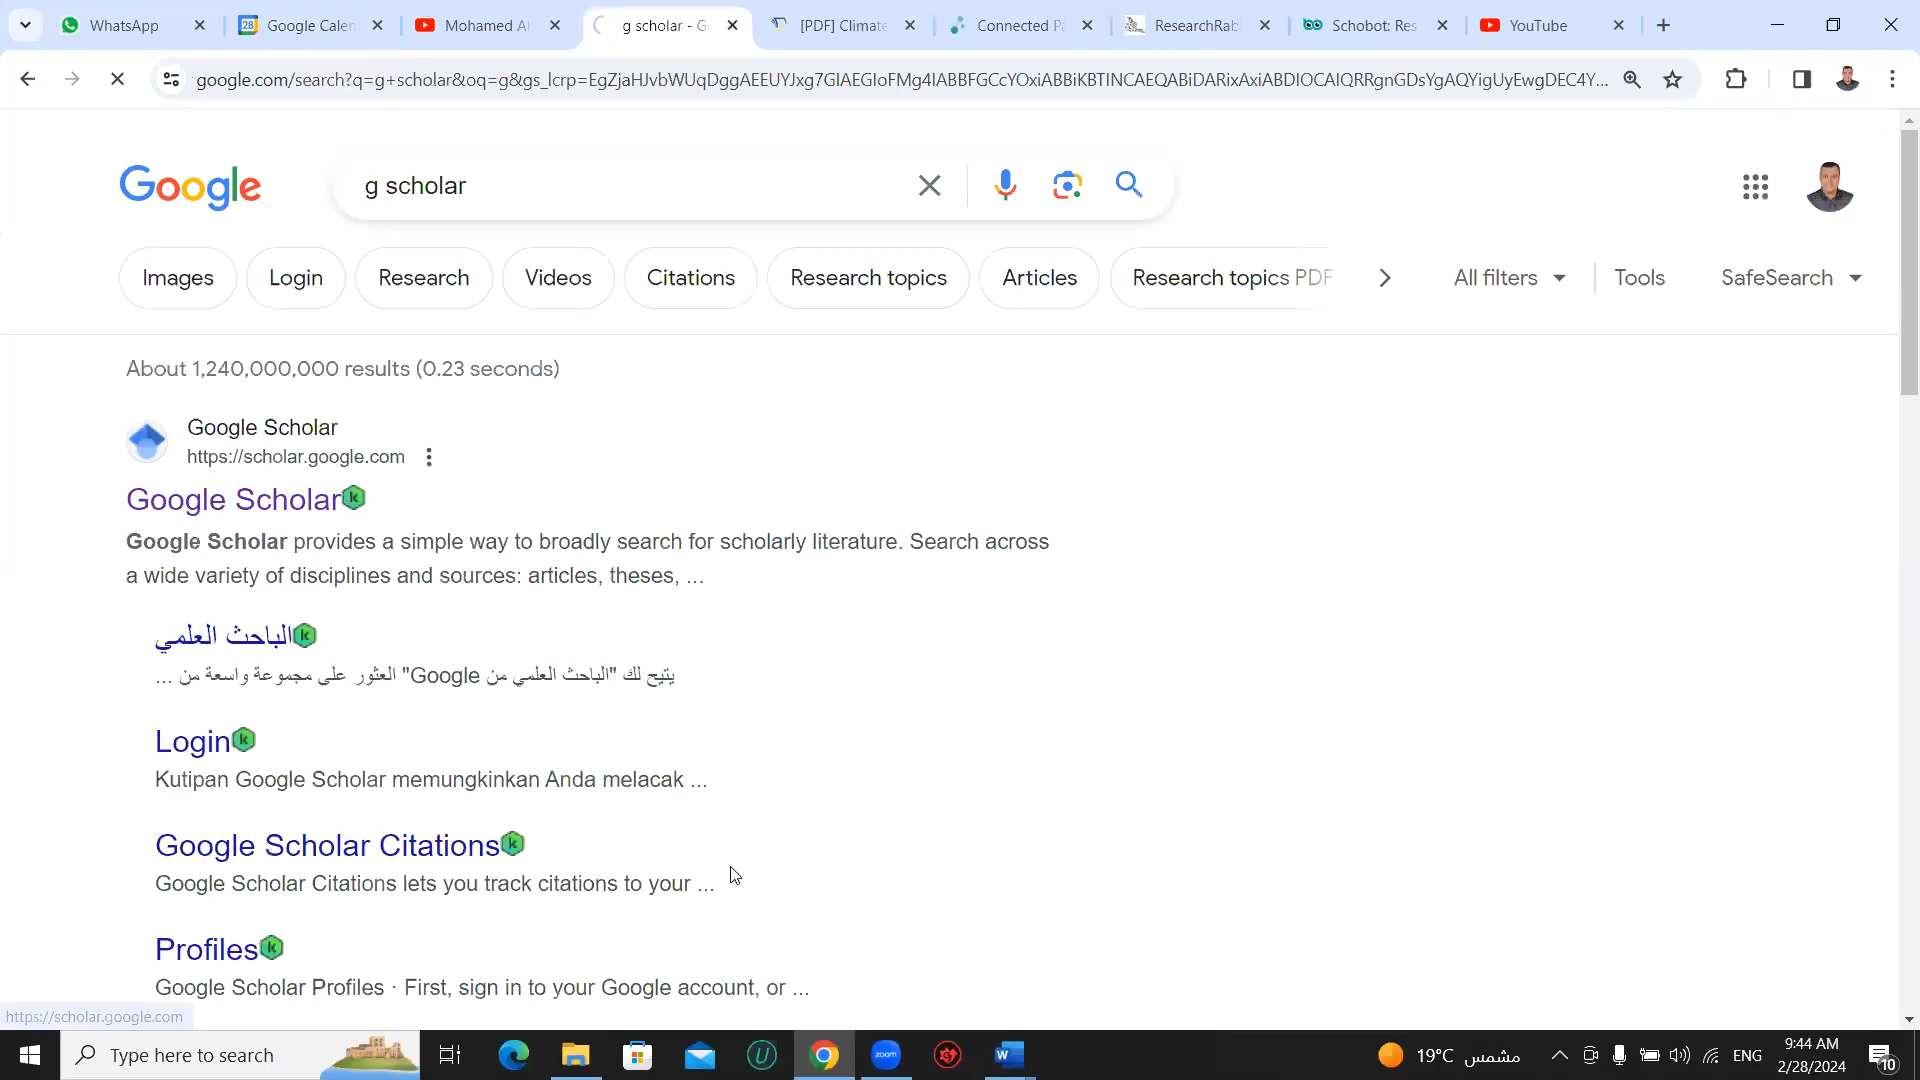 WhatsApp
Google Calen
Mohamed A
g scholar - G
[PDF] Climate
Connected P
ResearchRab
Schobot: Res
YouTube
google.com/search?q=g+scholar&oq=g&gs_lcrp=EgZjaHJvbWUqDggAEEUYJxg7GIAEGIoFMg4IABBFGCcYOxiABBiKBTINCAEQABiDARixAxiABDIOCAIQRRgnGDsYgAQYigUyEwgDEC4Y...
Google
g scholar
Images
Login
Research
Videos
Citations
Research topics
Articles
Research topics PDF
All filters
Tools
SafeSearch
About 1,240,000,000 results (0.23 seconds)
Google Scholar
https://scholar.google.com
Google Scholar
Google Scholar provides a simple way to broadly search for scholarly literature. Search across
a wide variety of disciplines and sources: articles, theses, ...
الباحث العلمي
يتيح لك "الباحث العلمي من Google" العثور على مجموعة واسعة من ...
Login
Kutipan Google Scholar memungkinkan Anda melacak ...
Google Scholar Citations
Google Scholar Citations lets you track citations to your ...
Profiles
Google Scholar Profiles · First, sign in to your Google account, or ...
https://scholar.google.com
Type here to search
zoom
19°C مشمس
ENG
9:44 AM
2/28/2024
10